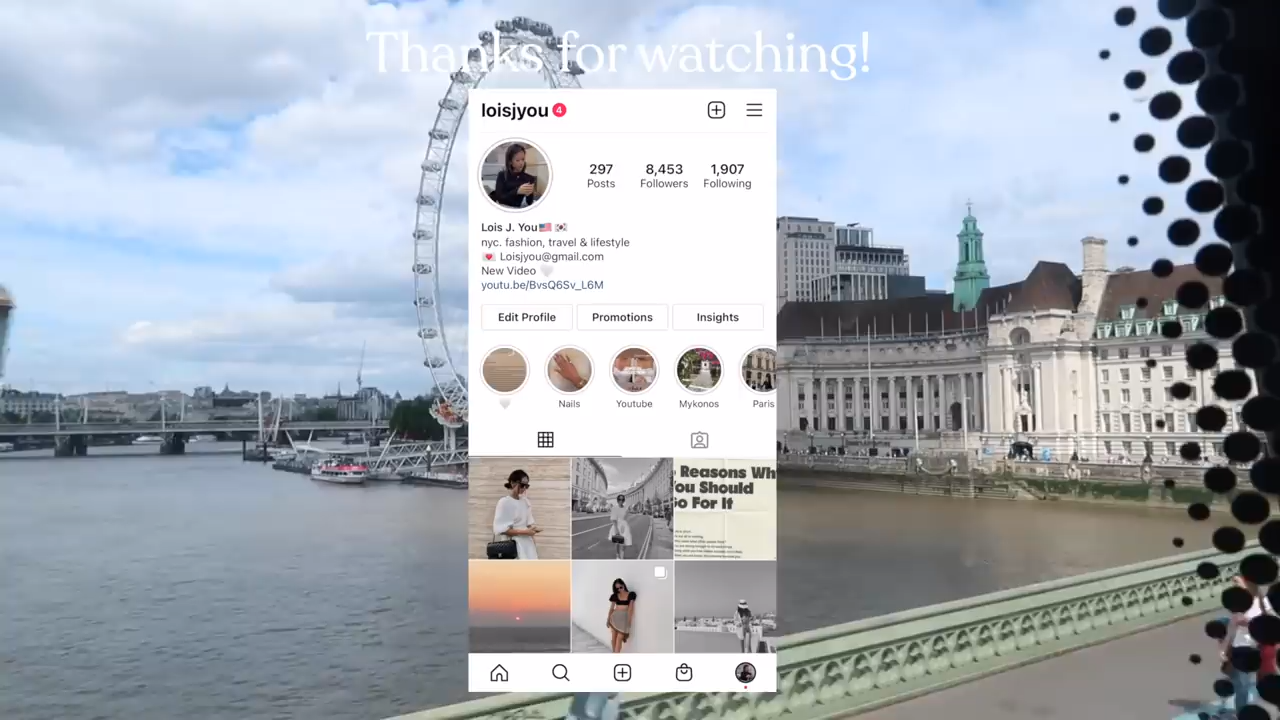 Thanks for watching!
loisjyou 4
297 8,453 1,907
Posts Followers Following
Lois J. You
nyc. fashion, travel & lifestyle
Loisjyou@gmail.com
New Video
youtu.be/BvsQ6Sv_L6M
Edit Profile Promotions Insights
Nails Youtube Mykonos Paris
Reasons Wh
ou Should
o For It